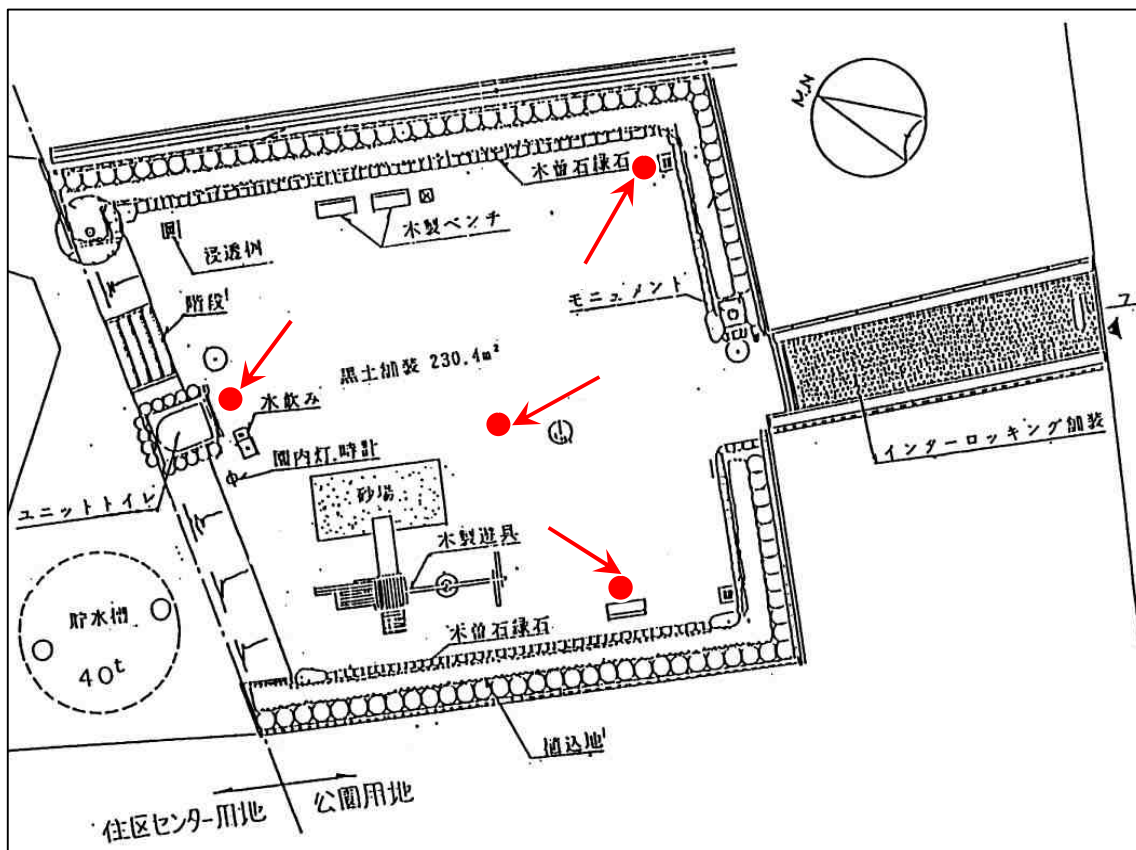 M.N
木曽石縁石
木製ベンチ
浸透桝
階段
モニュメント
黒土舗装 230.4m²
水飲み
インターロッキング舗装
園内灯.時計
砂場
ユニットトイレ
木製遊具
貯水槽
40t
木曽石縁石
植込地
住区センター用地
公園用地